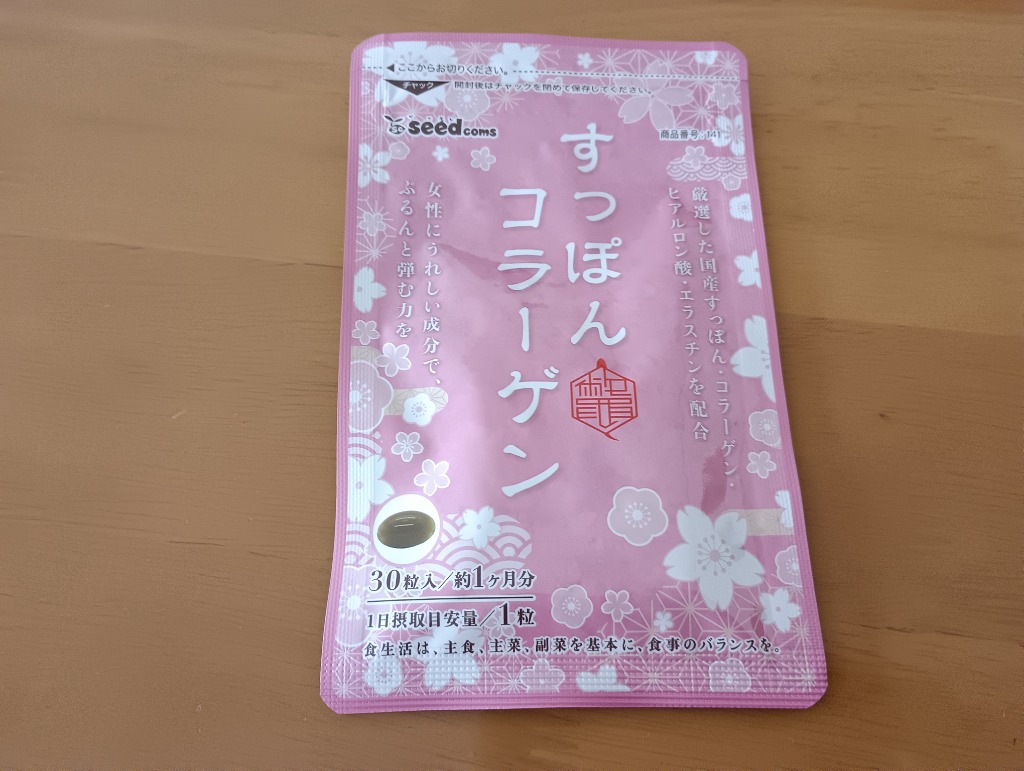 ここからお切りください。
チャック
開封後はチャックを閉めて保存してください。
seedcoms
商品番号:141
厳選した国産すっぽん・コラーゲン・
ヒアルロン酸・エラスチンを配合
すっぽん
コラーゲン
女性にうれしい成分で、
ぷるんと弾む力を
30粒入/約1ヶ月分
1日摂取目安量/1粒
食生活は、主食、主菜、副菜を基本に、食事のバランスを。